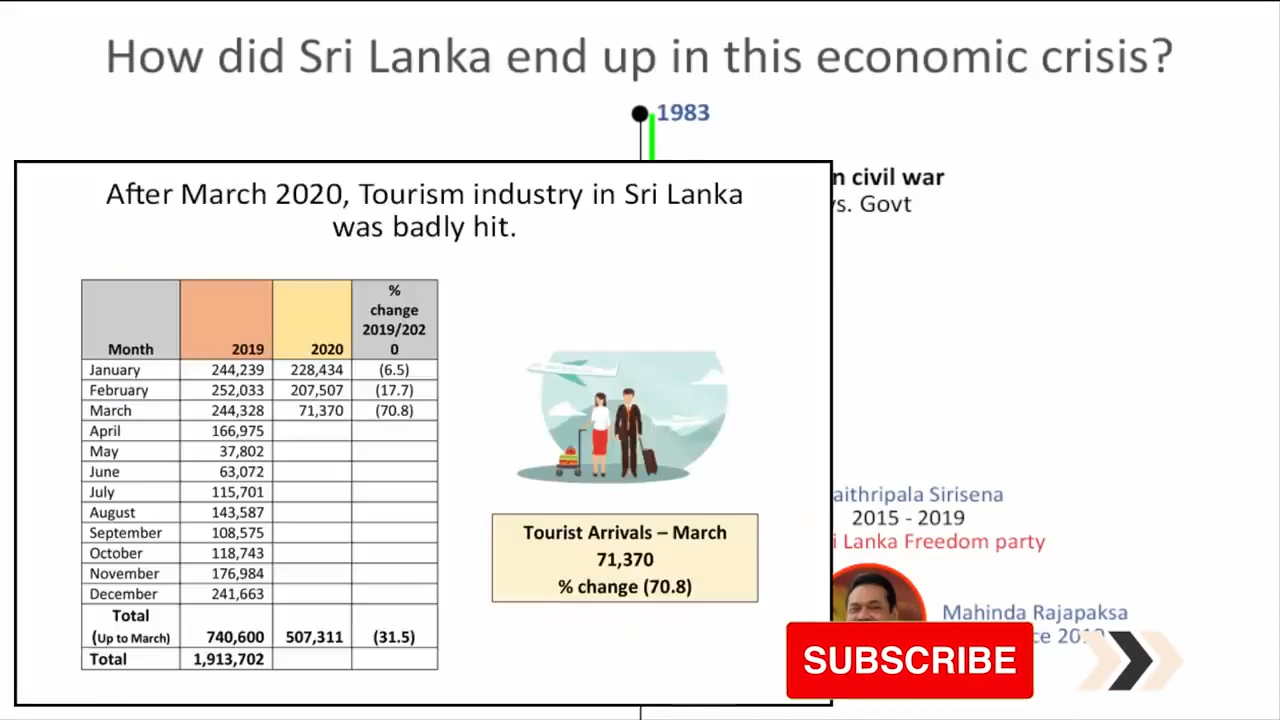 How did Sri Lanka end up in this economic crisis?
1983
n civil war
vs. Govt
After March 2020, Tourism industry in Sri Lanka
was badly hit.
Month 2019 2020 % change 2019/2020
January 244,239 228,434 (6.5)
February 252,033 207,507 (17.7)
March 244,328 71,370 (70.8)
April 166,975
May 37,802
June 63,072
July 115,701
August 143,587
September 108,575
October 118,743
November 176,984
December 241,663
Total
(Up to March) 740,600 507,311 (31.5)
Total 1,913,702
Tourist Arrivals – March
71,370
% change (70.8)
aithripala Sirisena
2015 - 2019
i Lanka Freedom party
Mahinda Rajapaksa
SUBSCRIBE